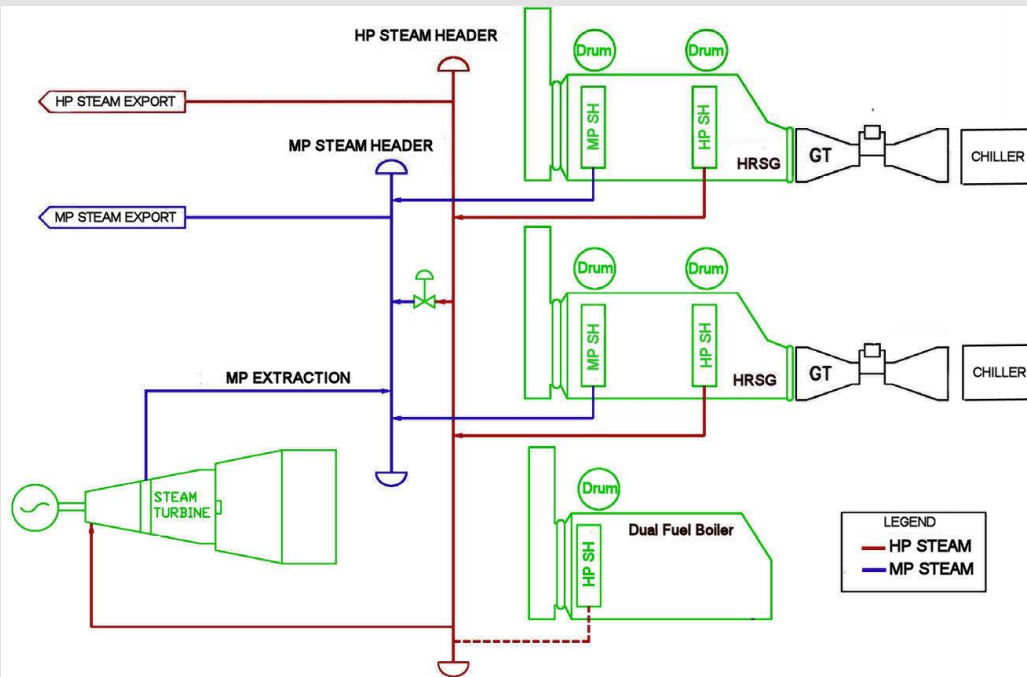 HP STEAM HEADER
HP STEAM EXPORT
MP STEAM HEADER
MP STEAM EXPORT
MP EXTRACTION
STEAM
TURBINE
Drum
Drum
MP SH
HP SH
HRSG
GT
CHILLER
Drum
Drum
MP SH
HP SH
HRSG
GT
CHILLER
Drum
HP SH
Dual Fuel Boiler
LEGEND
HP STEAM
MP STEAM